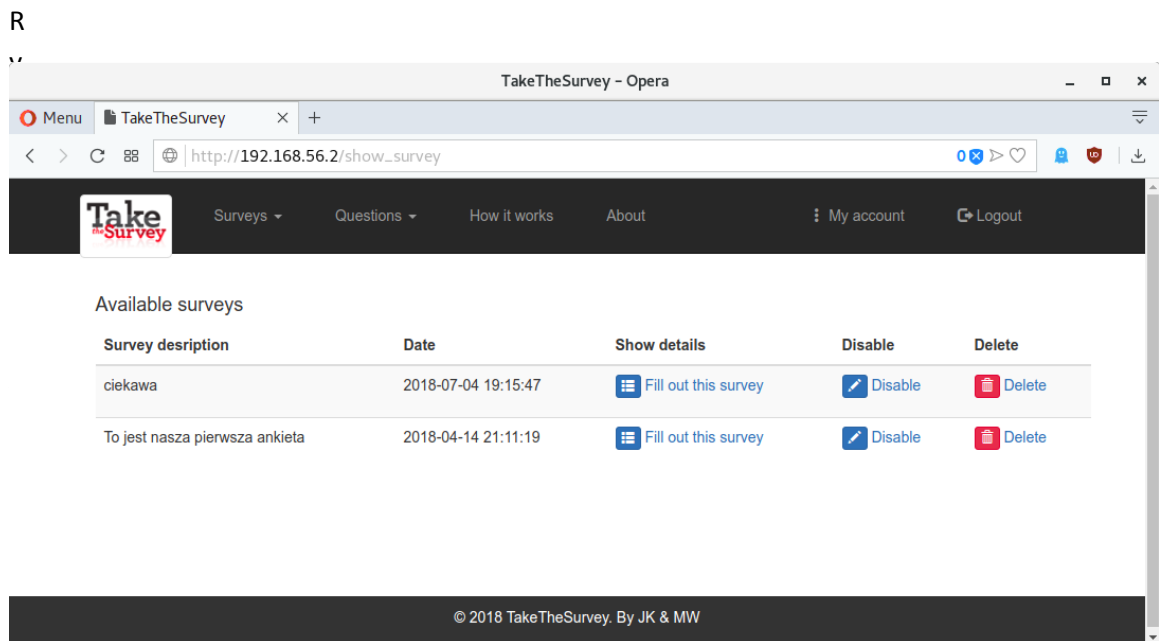 R
TakeTheSurvey - Opera
Menu TakeTheSurvey
http://192.168.56.2/show_survey 0
Take the Survey Surveys Questions How it works About My account Logout
Available surveys
Survey desription Date Show details Disable Delete
ciekawa 2018-07-04 19:15:47 Fill out this survey Disable Delete
To jest nasza pierwsza ankieta 2018-04-14 21:11:19 Fill out this survey Disable Delete
© 2018 TakeTheSurvey. By JK & MW